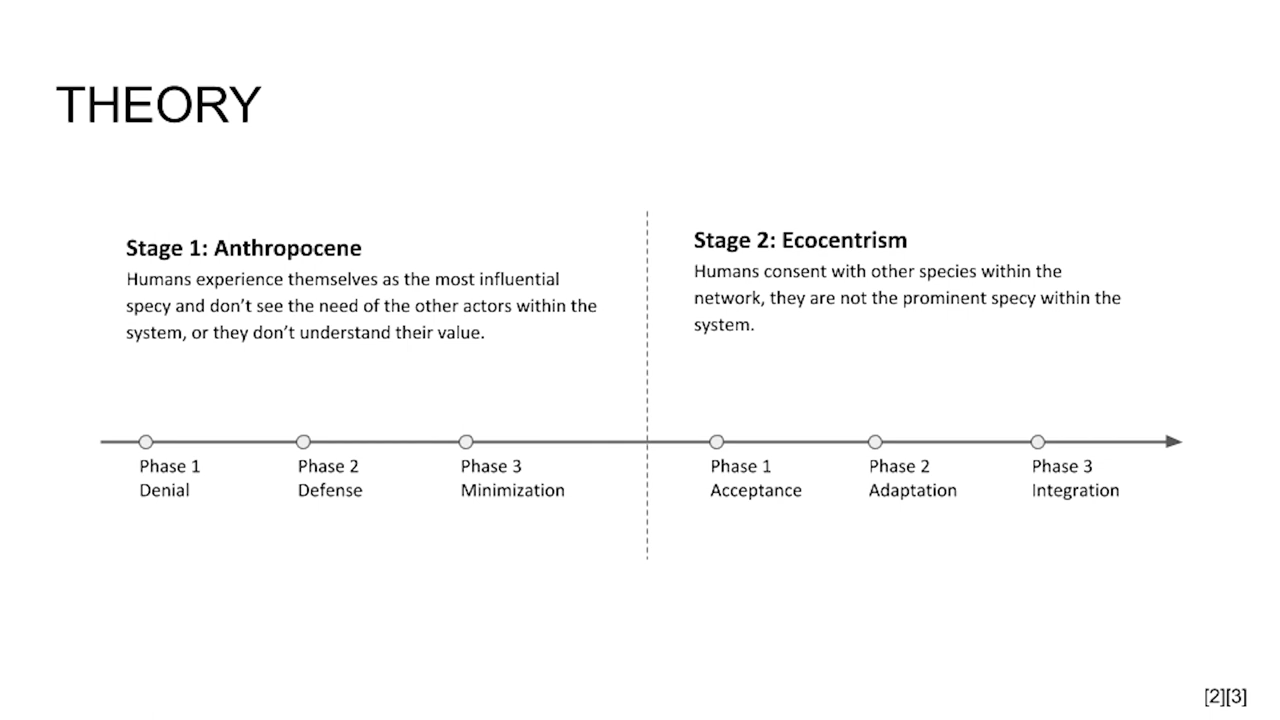 THEORY
Stage 1: Anthropocene
Humans experience themselves as the most influential
specy and don't see the need of the other actors within the
system, or they don't understand their value.
Stage 2: Ecocentrism
Humans consent with other species within the
network, they are not the prominent specy within the
system.
Phase 1
Denial
Phase 2
Defense
Phase 3
Minimization
Phase 1
Acceptance
Phase 2
Adaptation
Phase 3
Integration
[2][3]